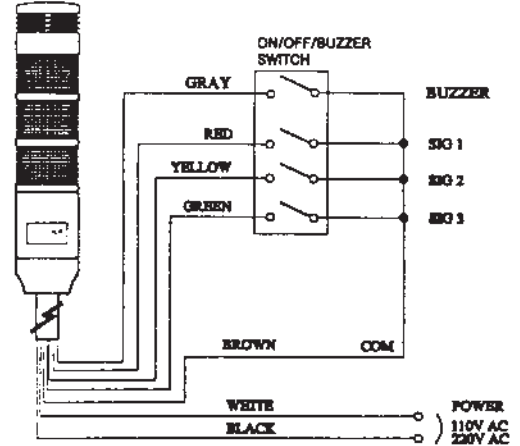 ON/OFF/BUZZER
SWITCH
GRAY
BUZZER
RED
SIG 1
YELLOW
SIG 2
GREEN
SIG 3
BROWN
COM
WHITE
POWER
BLACK
110V AC
220V AC